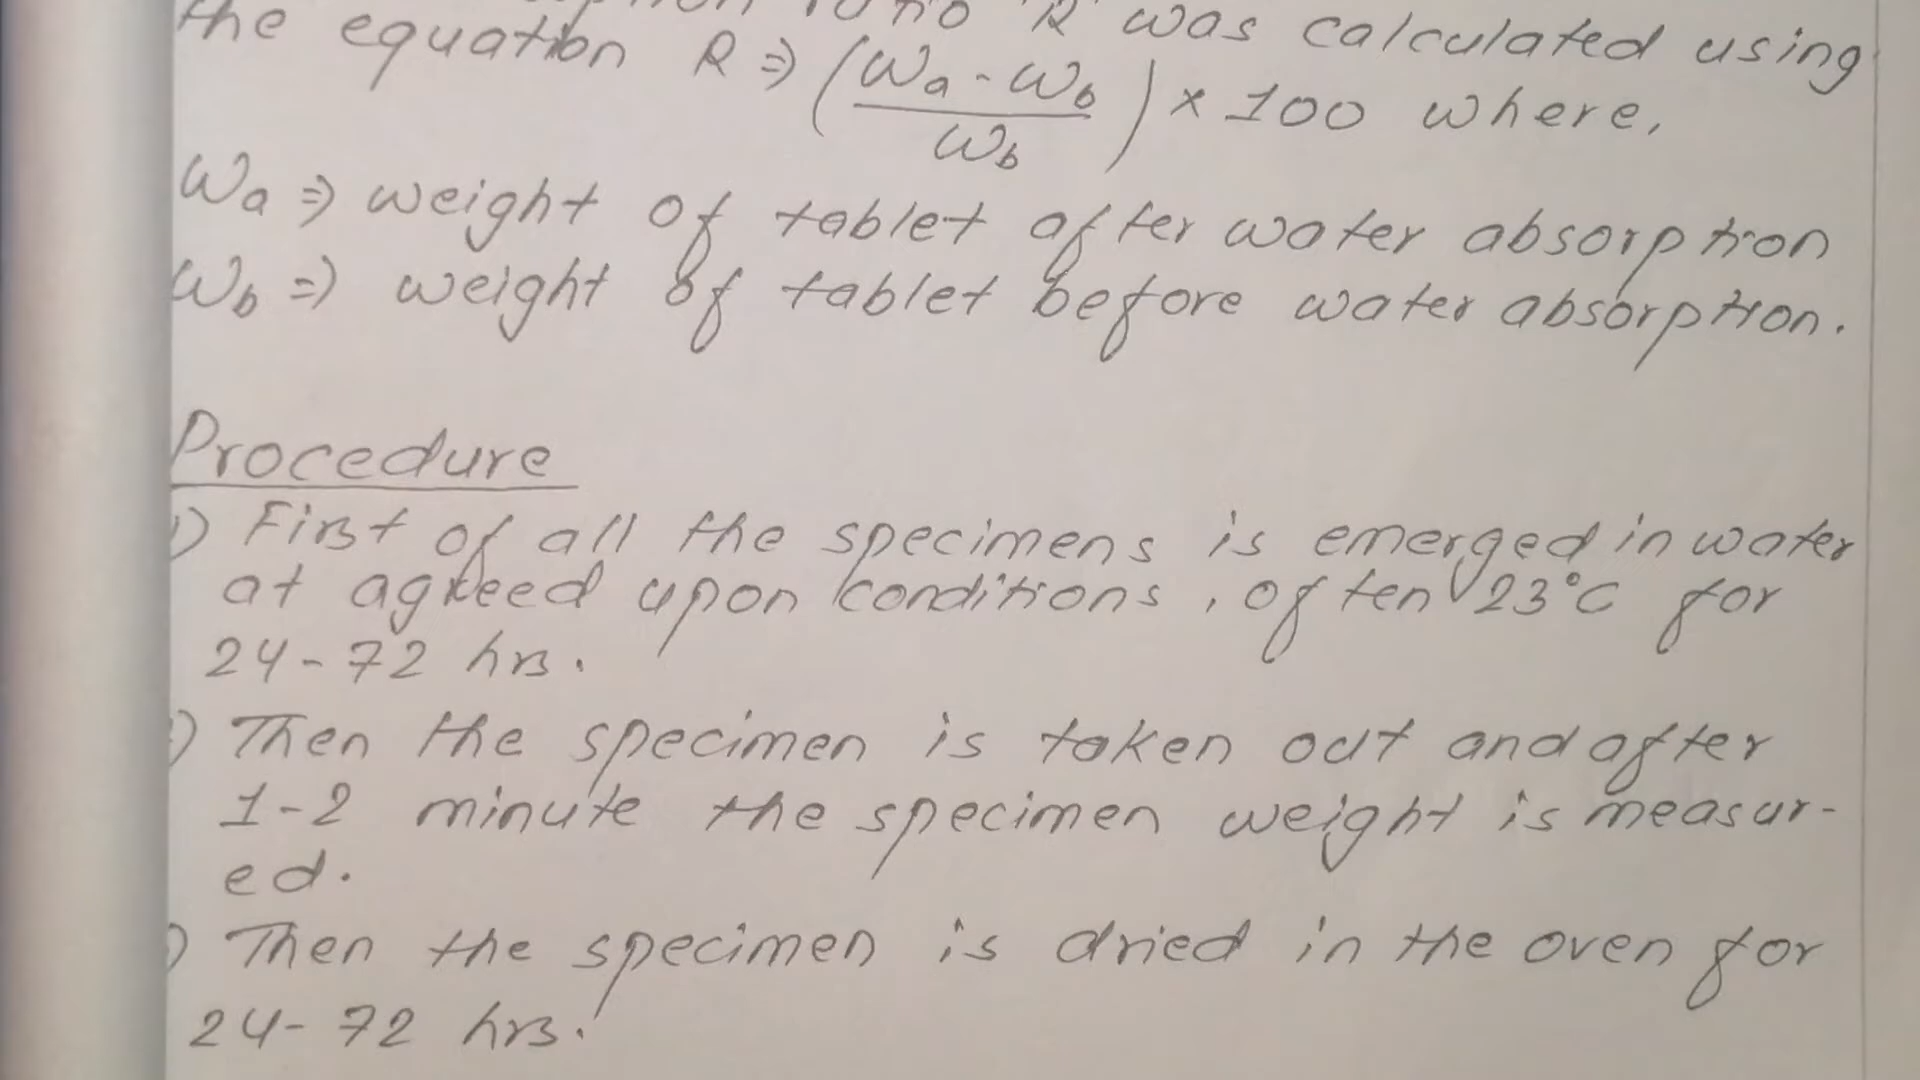 R was calculated using
the equation R ⇒ (Wa - Wb / Wb) × 100 where,
Wa ⇒ weight of tablet after water absorption
Wb ⇒ weight of tablet before water absorption.
Procedure
1) First of all the specimens is emerged in water
at agreed upon conditions, often 23°C for
24-72 hrs.
) Then the specimen is taken out and after
1-2 minute the specimen weight is measur-
ed.
) Then the specimen is dried in the oven for
24-72 hrs.